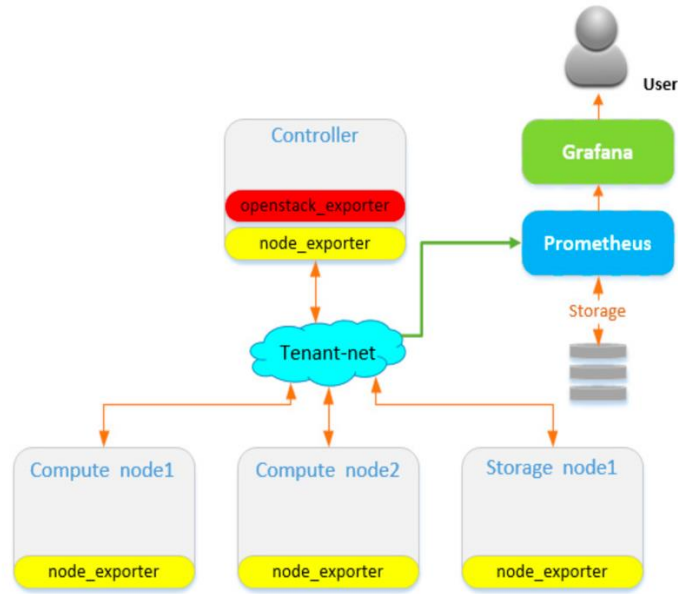 User
Grafana
Controller
openstack_exporter
node_exporter
Prometheus
Storage
Tenant-net
Compute node1
Compute node2
Storage node1
node_exporter
node_exporter
node_exporter